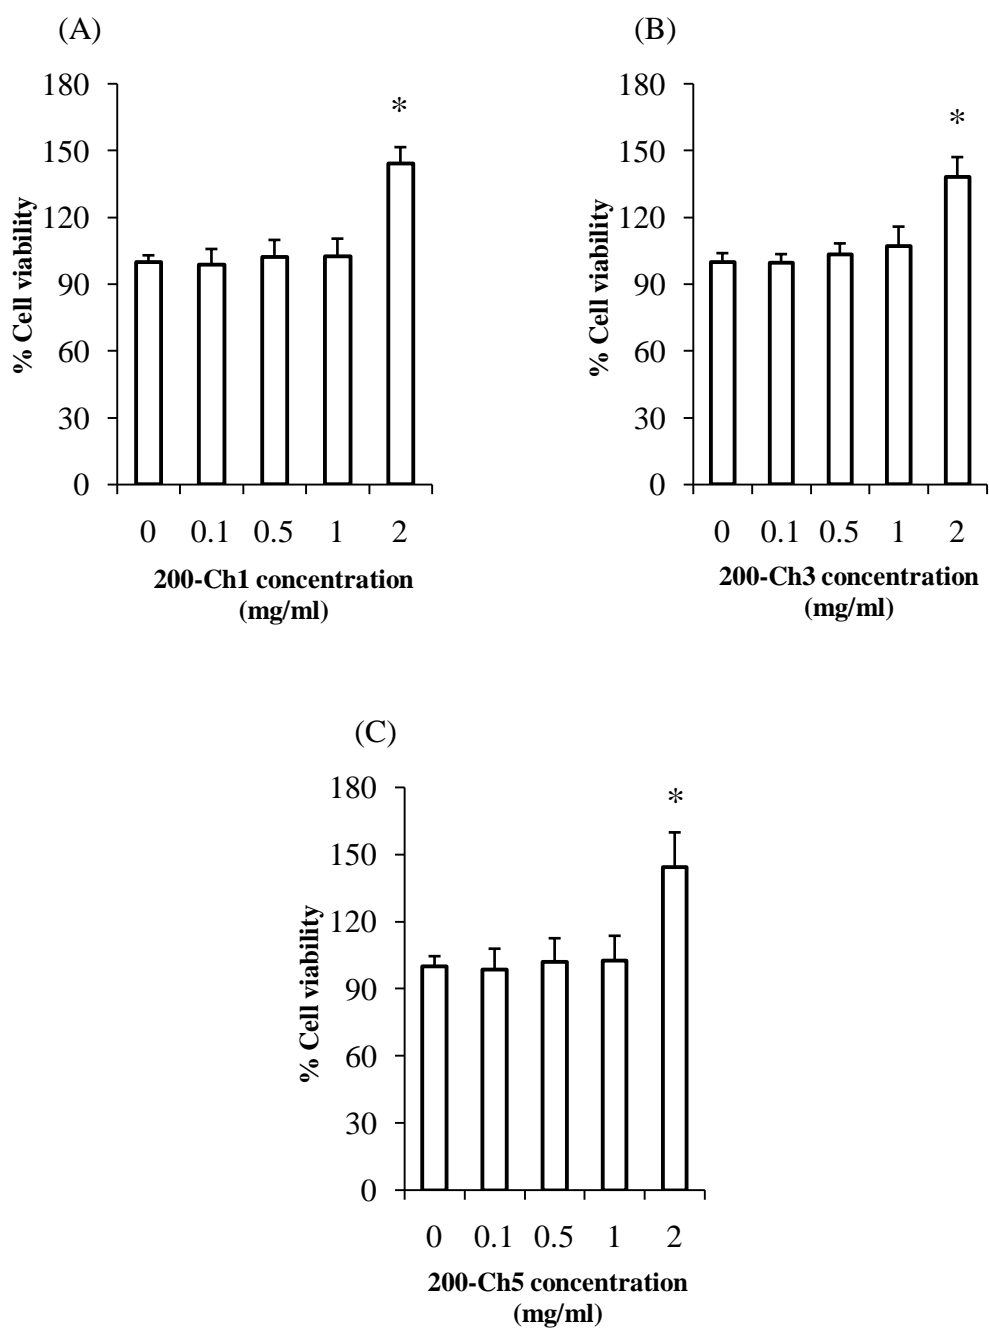 (A)
180
150
120
90
60
30
0
% Cell viability
*
0 0.1 0.5 1 2
200-Ch1 concentration
(mg/ml)
(B)
180
150
120
90
60
30
0
% Cell viability
*
0 0.1 0.5 1 2
200-Ch3 concentration
(mg/ml)
(C)
180
150
120
90
60
30
0
% Cell viability
*
0 0.1 0.5 1 2
200-Ch5 concentration
(mg/ml)